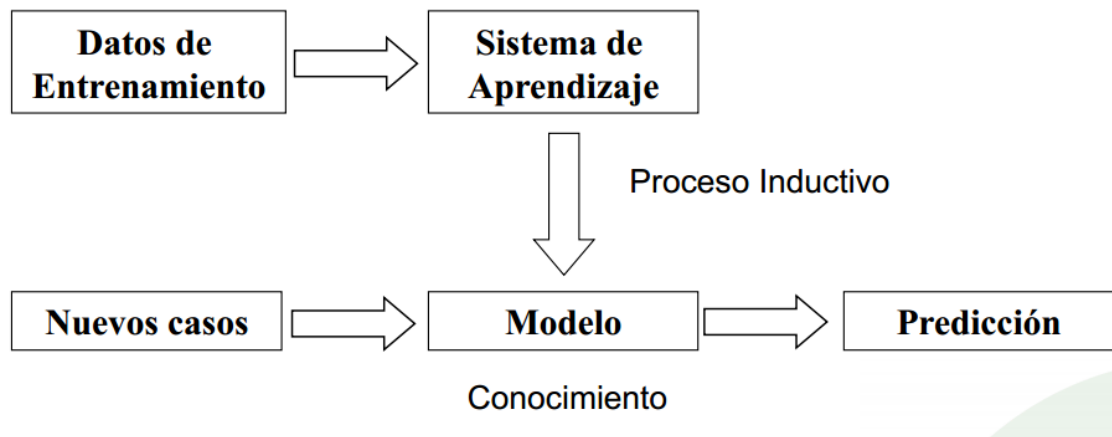 Datos de
Entrenamiento
Sistema de
Aprendizaje
Proceso Inductivo
Nuevos casos
Modelo
Predicción
Conocimiento